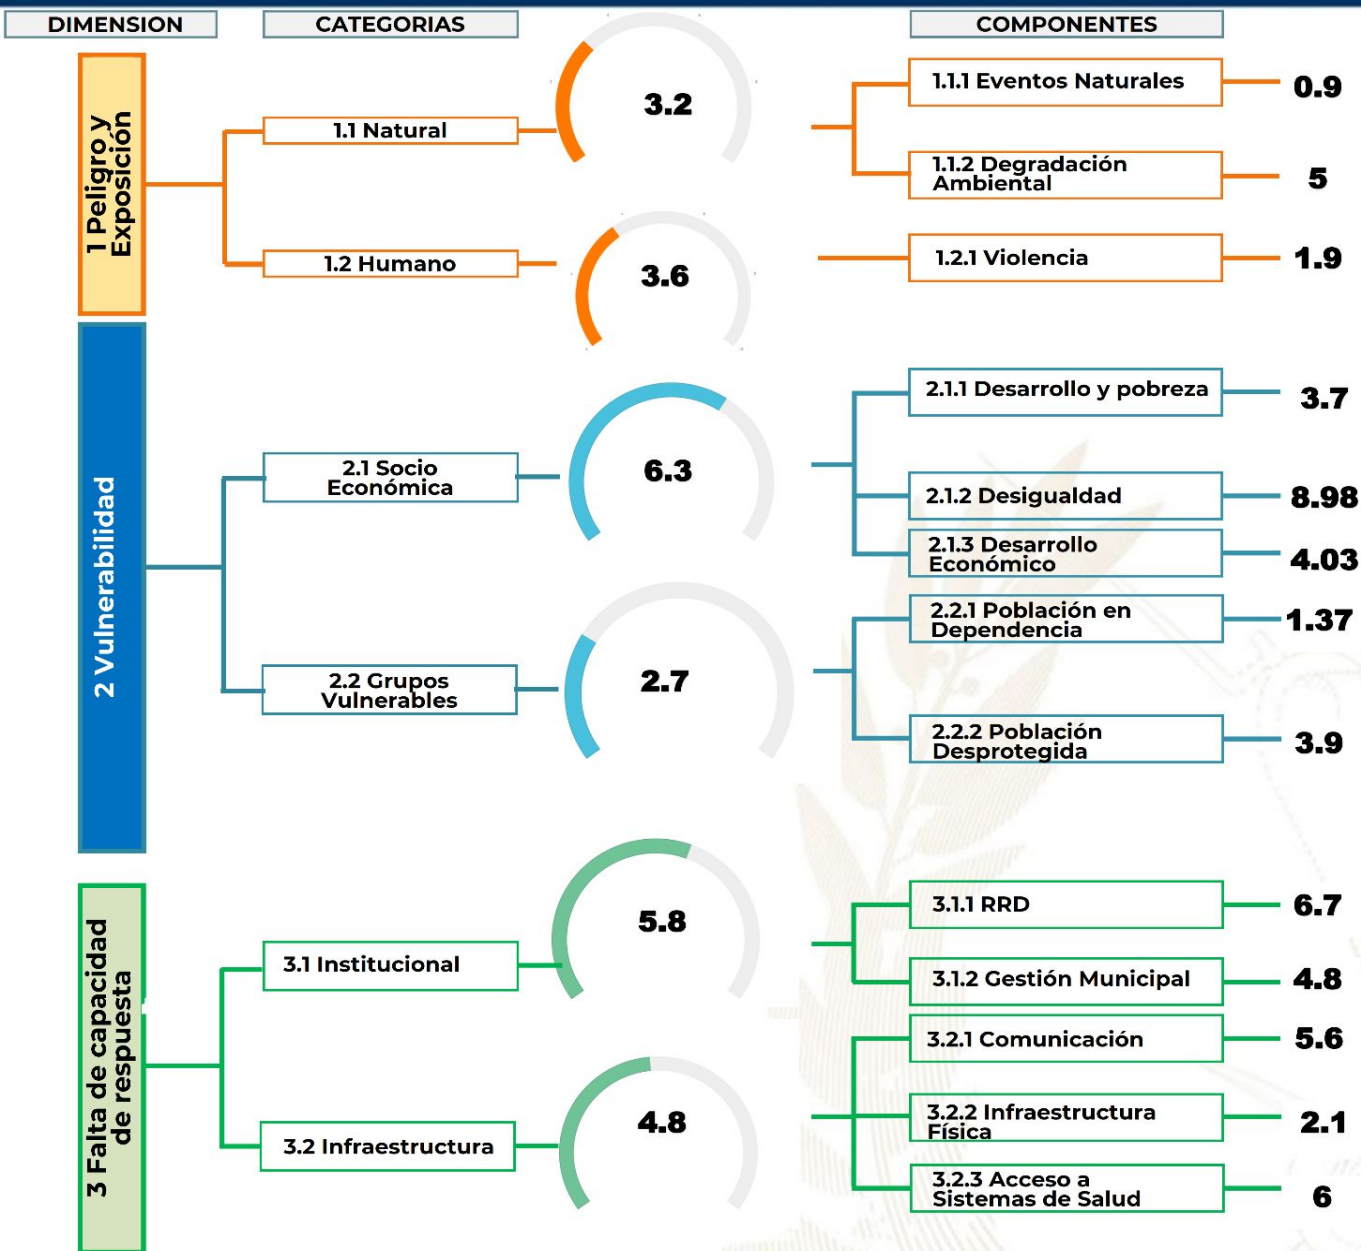 DIMENSION
CATEGORIAS
COMPONENTES
1 Peligro y
Exposición
1.1 Natural
3.2
1.1.1 Eventos Naturales
0.9
1.1.2 Degradación
Ambiental
5
1.2 Humano
3.6
1.2.1 Violencia
1.9
2 Vulnerabilidad
2.1 Socio
Económica
6.3
2.1.1 Desarrollo y pobreza
3.7
2.1.2 Desigualdad
8.98
2.1.3 Desarrollo
Económico
4.03
2.2 Grupos
Vulnerables
2.7
2.2.1 Población en
Dependencia
1.37
2.2.2 Población
Desprotegida
3.9
3 Falta de capacidad
de respuesta
3.1 Institucional
5.8
3.1.1 RRD
6.7
3.1.2 Gestión Municipal
4.8
3.2 Infraestructura
4.8
3.2.1 Comunicación
5.6
3.2.2 Infraestructura
Física
2.1
3.2.3 Acceso a
Sistemas de Salud
6